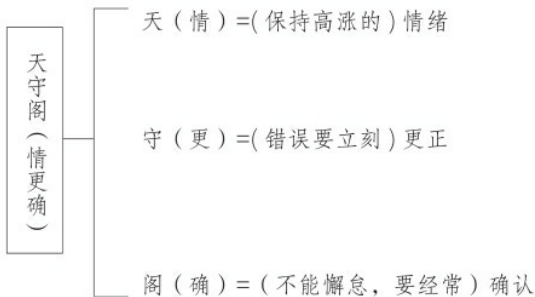 天守阁（情更确）
天（情）=(保持高涨的)情绪
守（更）=(错误要立刻)更正
阁（确）=（不能懈怠，要经常）确认